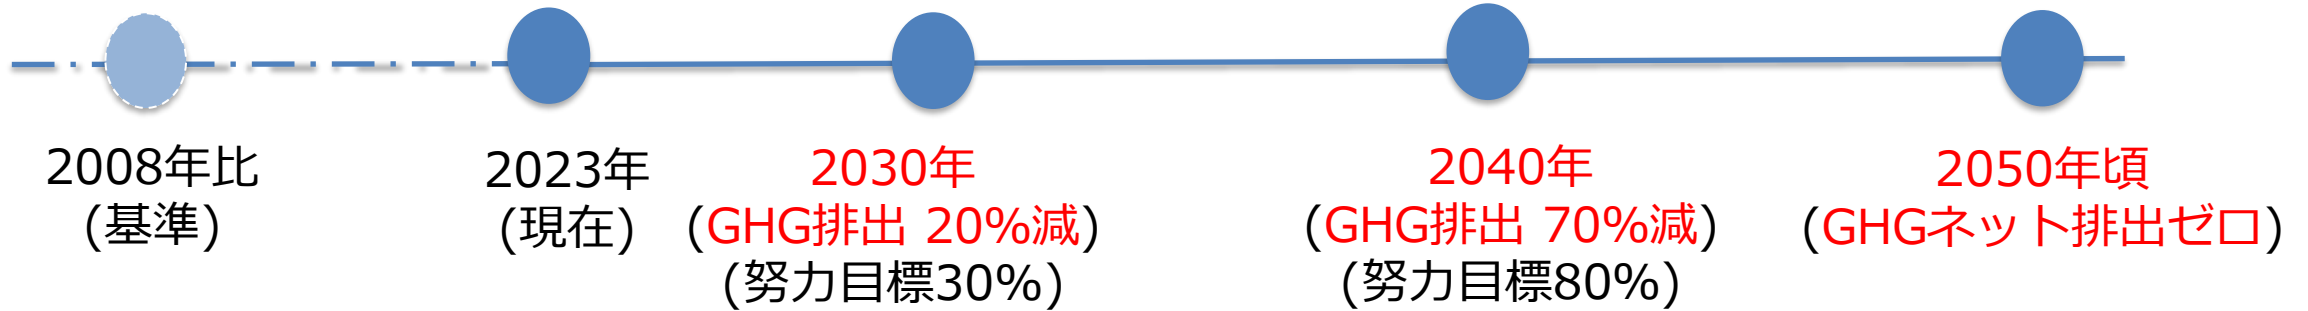 2008年比
(基準)
2023年
(現在)
2030年
(GHG排出 20%減)
(努力目標30%)
2040年
(GHG排出 70%減)
(努力目標80%)
2050年頃
(GHGネット排出ゼロ)